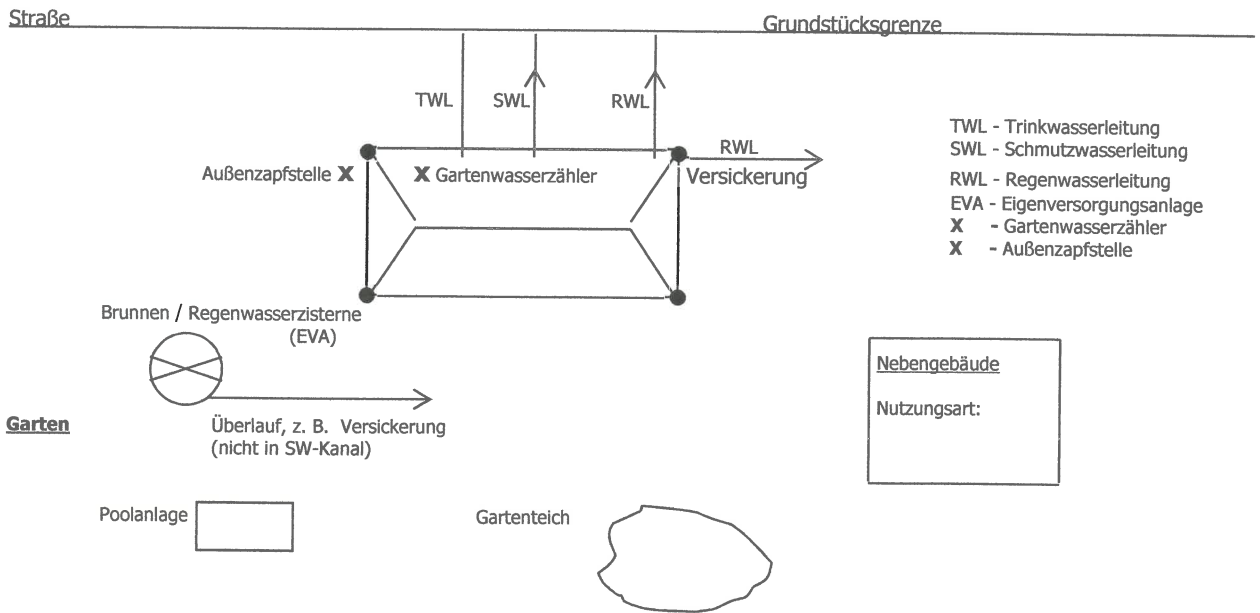 Straße
Grundstücksgrenze
TWL
SWL
RWL
TWL - Trinkwasserleitung
SWL - Schmutzwasserleitung
RWL - Regenwasserleitung
EVA - Eigenversorgungsanlage
X - Gartenwasserzähler
X - Außenzapfstelle
RWL
Versickerung
Außenzapfstelle X
X Gartenwasserzähler
Brunnen / Regenwasserzisterne
(EVA)
Nebengebäude
Nutzungsart:
Garten
Überlauf, z. B. Versickerung
(nicht in SW-Kanal)
Poolanlage
Gartenteich